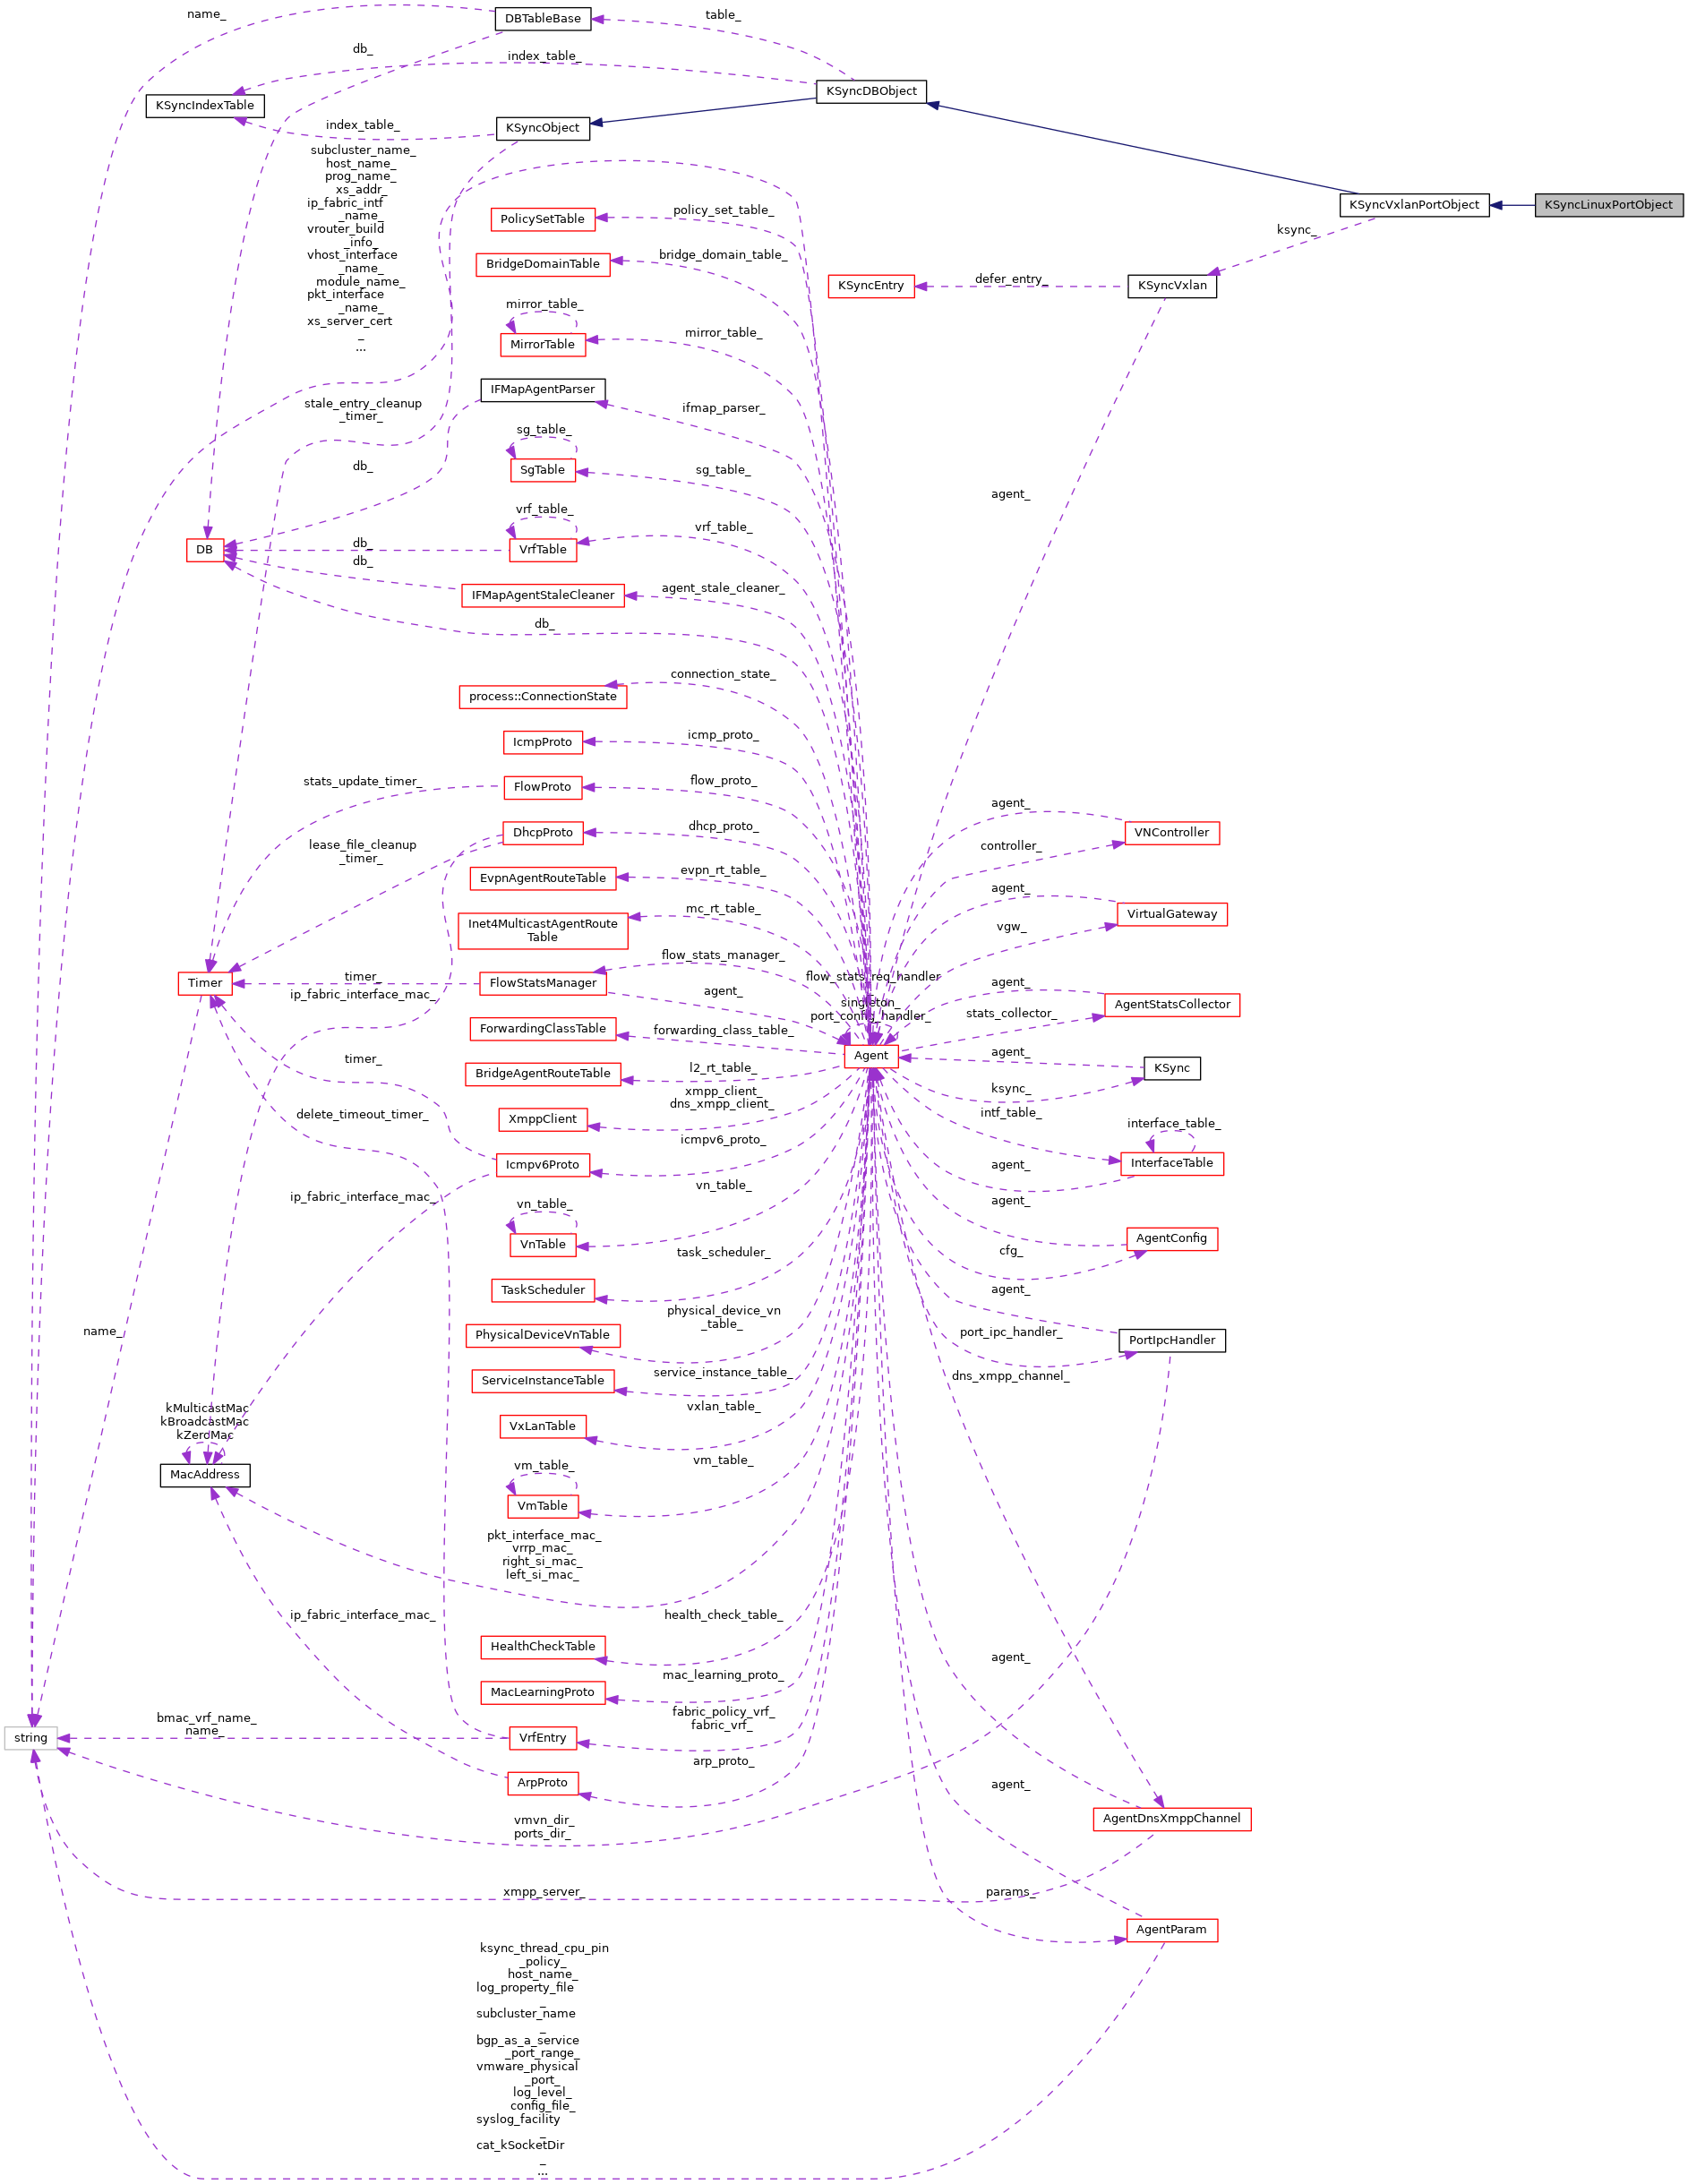 name_
DBTableBase
table_
db_
index_table_
KSyncIndexTable
KSyncDBObject
index_table_
KSyncObject
subcluster_name_
host_name_
prog_name_
xs_addr_
ip_fabric_intf
_name_
vrouter_build
_info_
vhost_interface
_name_
module_name_
pkt_interface
_name_
xs_server_cert
_
...
PolicySetTable
policy_set_table_
KSyncVxlanPortObject
KSyncLinuxPortObject
ksync_
BridgeDomainTable
bridge_domain_table_
KSyncEntry
defer_entry_
KSyncVxlan
mirror_table_
MirrorTable
mirror_table_
IFMapAgentParser
ifmap_parser_
stale_entry_cleanup
_timer_
sg_table_
db_
SgTable
sg_table_
agent_
vrf_table_
vrf_table_
DB
db_
VrfTable
db_
IFMapAgentStaleCleaner
agent_stale_cleaner_
db_
process::ConnectionState
connection_state_
IcmpProto
icmp_proto_
stats_update_timer_
FlowProto
flow_proto_
DhcpProto
dhcp_proto_
lease_file_cleanup
_timer_
agent_
VNController
controller_
EvpnAgentRouteTable
evpn_rt_table_
agent_
Inet4MulticastAgentRoute
Table
mc_rt_table_
VirtualGateway
vgw_
flow_stats_manager_
Timer
timer_
ip_fabric_interface_mac_
FlowStatsManager
agent_
flow_stats_req_handler
_
singleton_
port_config_handler_
agent_
AgentStatsCollector
stats_collector_
ForwardingClassTable
forwarding_class_table_
Agent
agent_
KSync
ksync_
timer_
BridgeAgentRouteTable
l2_rt_table_
xmpp_client_
dns_xmpp_client_
delete_timeout_timer_
XmppClient
intf_table_
interface_table_
icmpv6_proto_
Icmpv6Proto
agent_
InterfaceTable
ip_fabric_interface_mac_
vn_table_
vn_table_
agent_
VnTable
AgentConfig
cfg_
task_scheduler_
TaskScheduler
agent_
physical_device_vn
_table_
name_
PhysicalDeviceVnTable
port_ipc_handler_
PortIpcHandler
ServiceInstanceTable
service_instance_table_
dns_xmpp_channel_
kMulticastMac
kBroadcastMac
kZeroMac
VxLanTable
vxlan_table_
MacAddress
vm_table_
vm_table_
VmTable
pkt_interface_mac_
vrrp_mac_
right_si_mac_
left_si_mac_
ip_fabric_interface_mac_
health_check_table_
HealthCheckTable
agent_
mac_learning_proto_
MacLearningProto
string
bmac_vrf_name_
name_
VrfEntry
fabric_policy_vrf_
fabric_vrf_
arp_proto_
ArpProto
agent_
vmvn_dir_
ports_dir_
AgentDnsXmppChannel
xmpp_server_
params_
AgentParam
ksync_thread_cpu_pin
_policy_
host_name_
log_property_file
_
subcluster_name
_
bgp_as_a_service
_port_range_
vmware_physical
_port_
log_level_
config_file_
syslog_facility
_
cat_kSocketDir
_
...